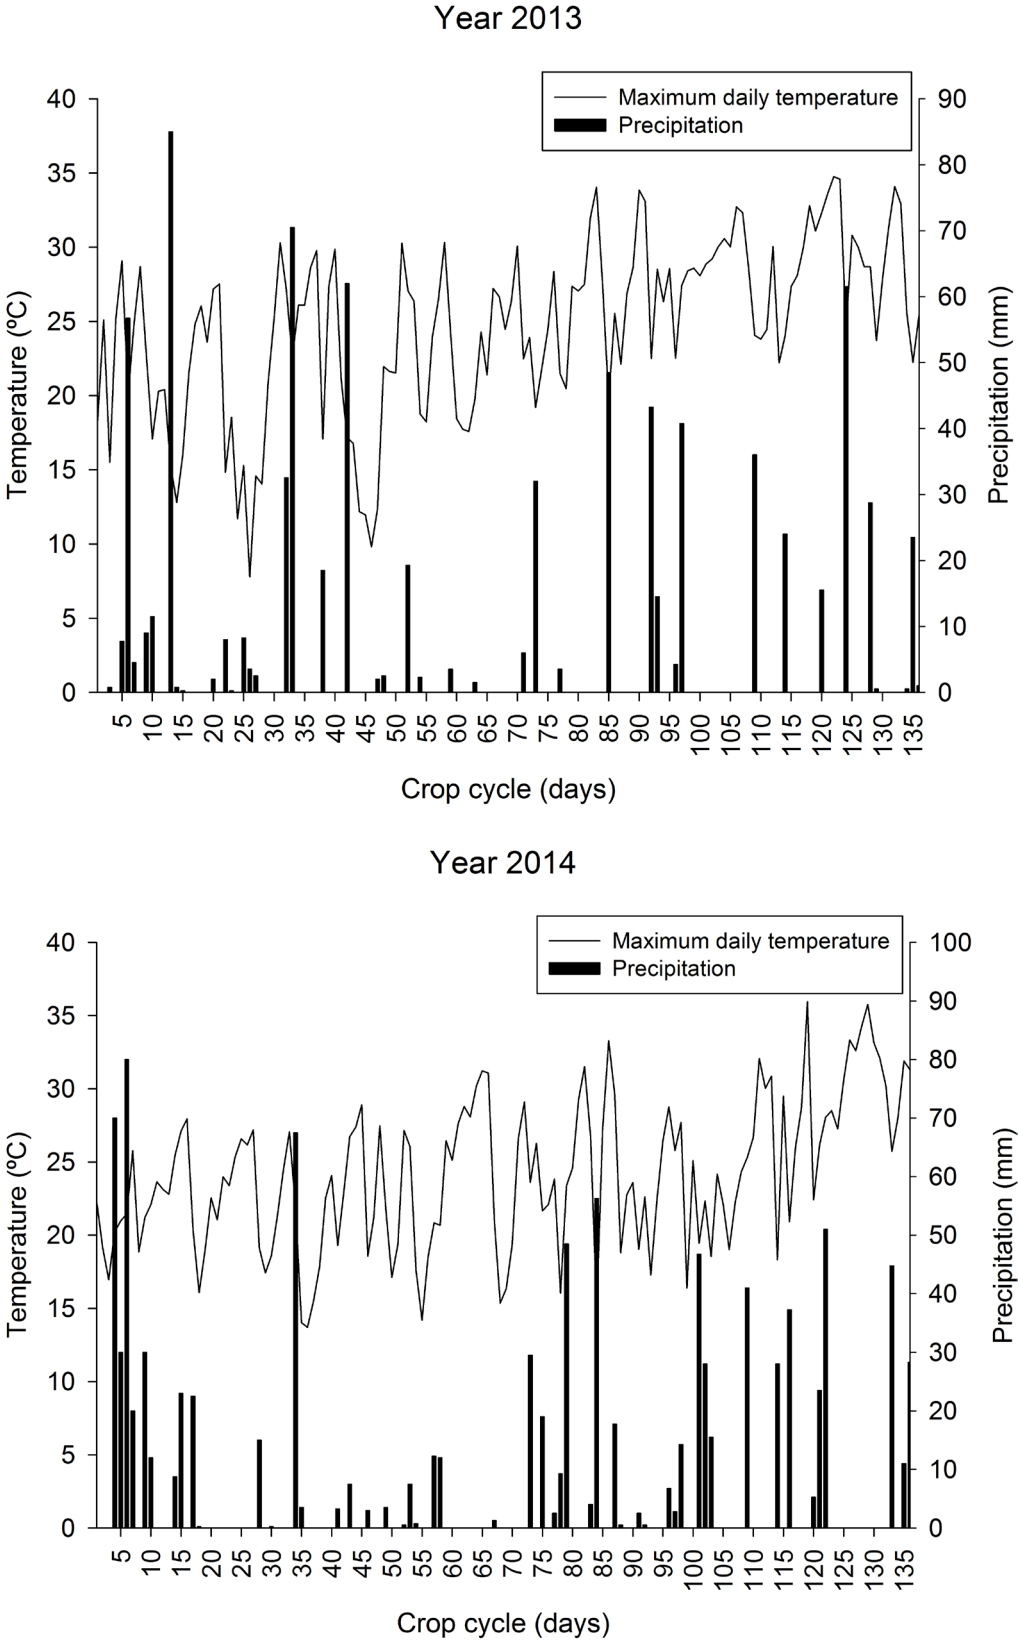 Year 2013
Maximum daily temperature
Precipitation
40
35
30
25
20
15
10
5
0
Temperature (ºC)
90
80
70
60
50
40
30
20
10
0
Precipitation (mm)
5 10 15 20 25 30 35 40 45 50 55 60 65 70 75 80 85 90 95 100 105 110 115 120 125 130 135
Crop cycle (days)
Year 2014
Maximum daily temperature
Precipitation
40
35
30
25
20
15
10
5
0
Temperature (ºC)
100
90
80
70
60
50
40
30
20
10
0
Precipitation (mm)
5 10 15 20 25 30 35 40 45 50 55 60 65 70 75 80 85 90 95 100 105 110 115 120 125 130 135
Crop cycle (days)